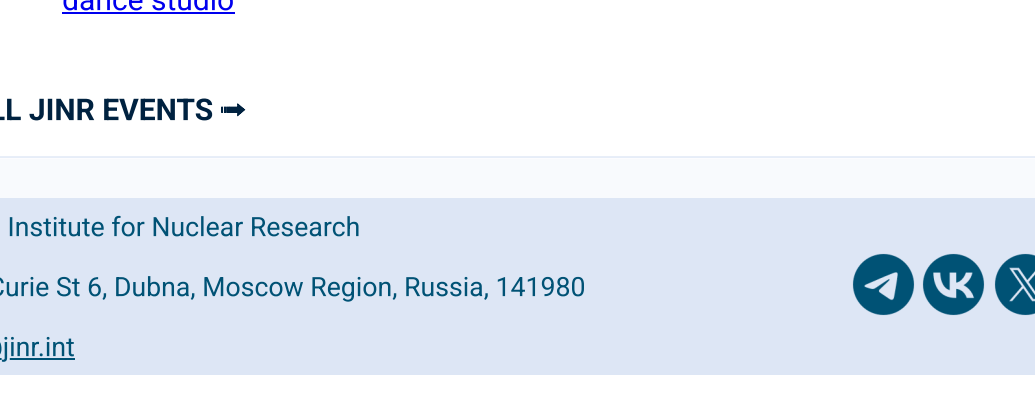 dance studio
LL JINR EVENTS ➟
Institute for Nuclear Research
Curie St 6, Dubna, Moscow Region, Russia, 141980
@jinr.int